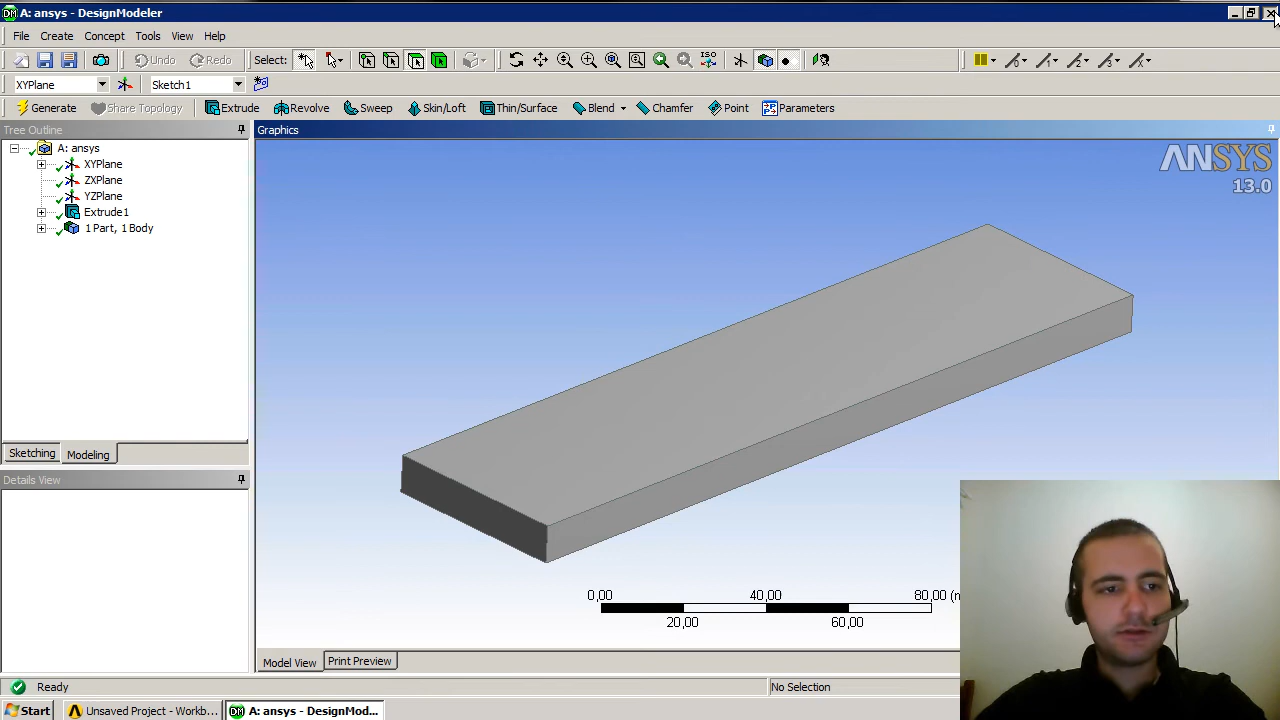 A: ansys - DesignModeler
File Create Concept Tools View Help
Undo Redo Select: ISO
XYPlane Sketch1
Generate Share Topology Extrude Revolve Sweep Skin/Loft Thin/Surface Blend Chamfer Point Parameters
Tree Outline
Graphics
A: ansys
XYPlane
ZXPlane
YZPlane
Extrude1
1 Part, 1 Body
ANSYS
13.0
Sketching Modeling
Details View
0,00 40,00 80,00 (m
20,00 60,00
Model View Print Preview
Ready
No Selection
Start Unsaved Project - Workb... A: ansys - DesignMod...